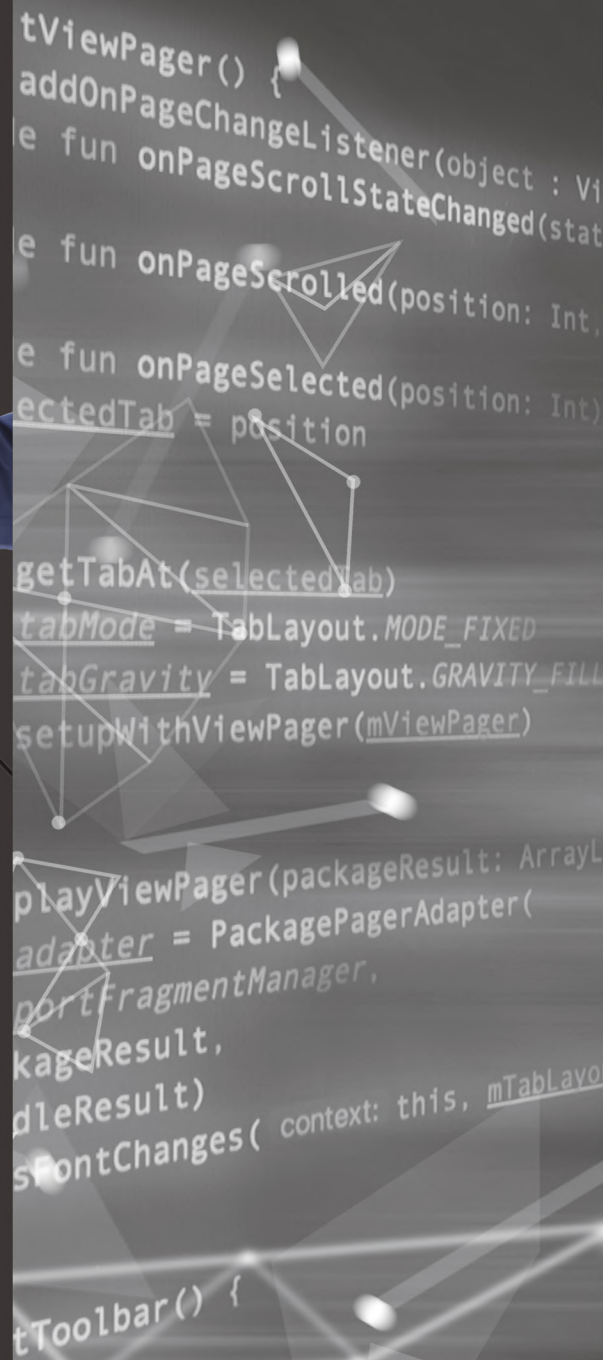 tViewPager() {
addOnPageChangeListener(object : Vi
e fun onPageScrollStateChanged(stat
e fun onPageScrolled(position: Int,
e fun onPageSelected(position: Int)
ectedTab = position
getTabAt(selectedTab)
tabMode = TabLayout.MODE_FIXED
tabGravity = TabLayout.GRAVITY_FILL
setupWithViewPager(mViewPager)
playViewPager(packageResult: ArrayL
adapter = PackagePagerAdapter(
portFragmentManager,
kageResult,
dleResult)
sFontChanges( context: this, mTabLayo
tToolbar() {